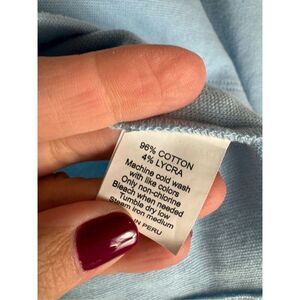 96% COTTON
4% LYCRA
Machine cold wash
with like colors
Only non-chlorine
Bleach when needed
Tumble dry low
Steam iron medium
IN PERU